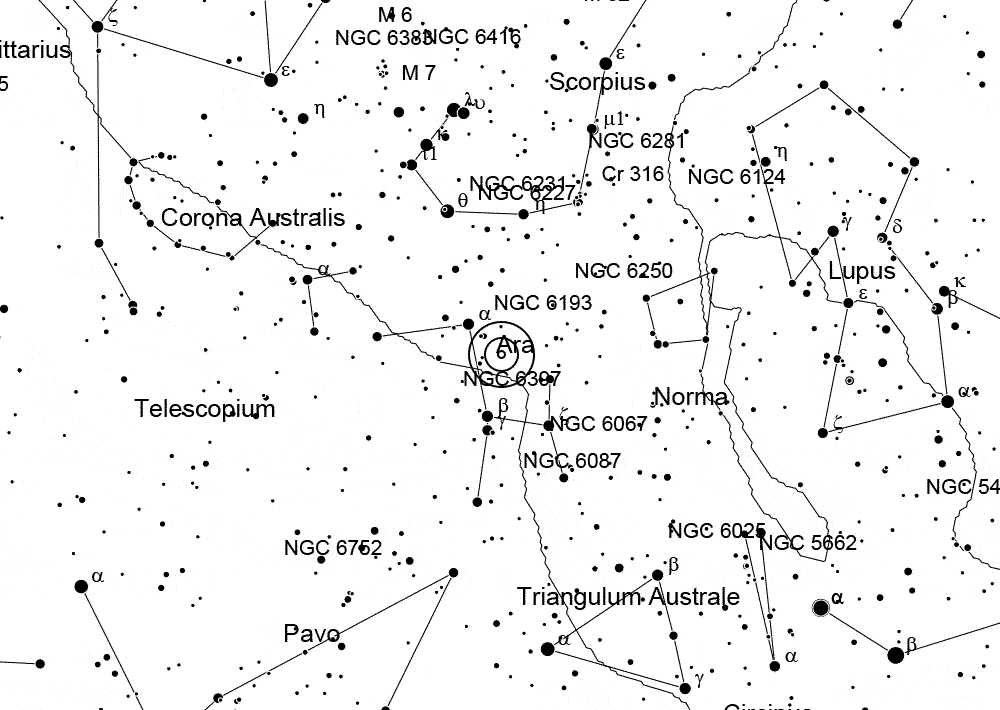 ζ
M 6
NGC 6383 NGC 6416
ittarius
ε
ε
M 7
Scorpius
5
λ υ
η
μ1
κ
NGC 6281
ι1
η
Cr 316
NGC 6124
NGC 6231
NGC 6227
θ
η
Corona Australis
γ
δ
α
NGC 6250
Lupus
κ
ε
β
NGC 6193
α
Ara
6
NGC 6397
α
Telescopium
Norma
β
ζ
γ
NGC 6067
ζ
NGC 6087
NGC 54
NGC 6025
NGC 6752
NGC 5662
β
α
Triangulum Australe
α
Pavo
α
β
α
γ